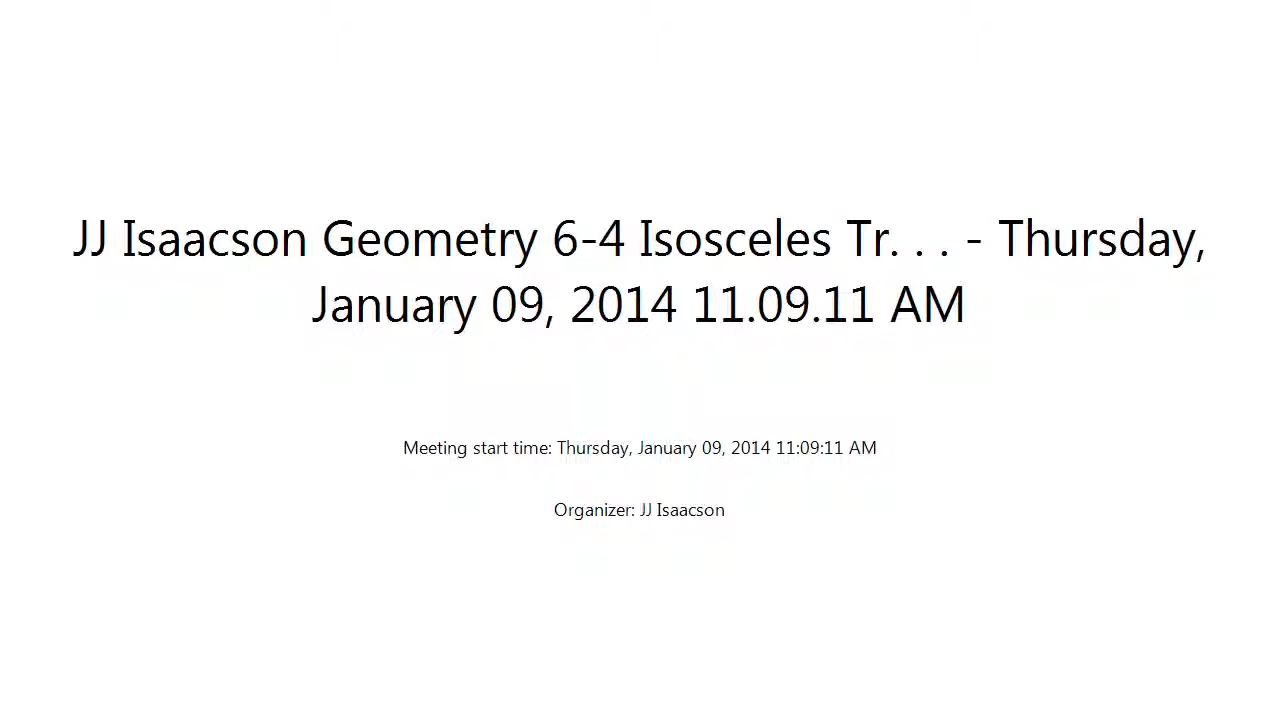 JJ Isaacson Geometry 6-4 Isosceles Tr. . . - Thursday,
January 09, 2014 11.09.11 AM
Meeting start time: Thursday, January 09, 2014 11:09:11 AM
Organizer: JJ Isaacson